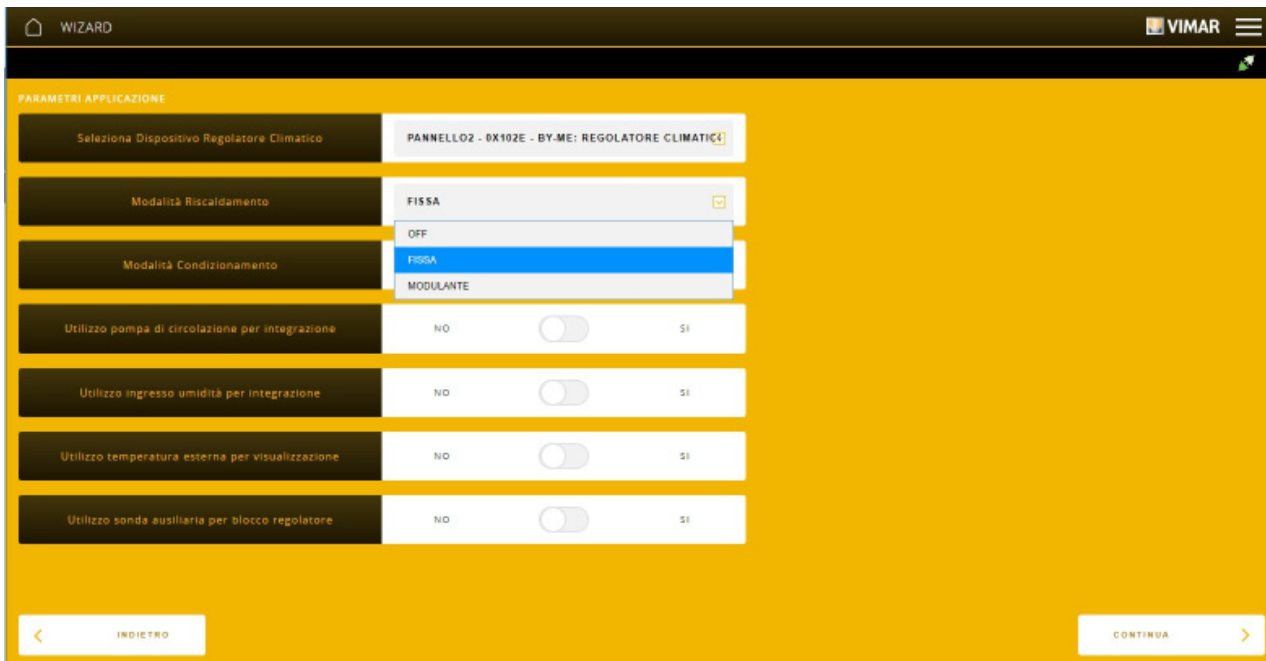 WIZARD
VIMAR
PARAMETRI APPLICAZIONE
Seleziona Dispositivo Regolatore Climatico
PANNELLO2 - 0X102E - BY-ME: REGOLATORE CLIMATIC
Modalità Riscaldamento
FISSA
OFF
FISSA
MODULANTE
Modalità Condizionamento
Utilizzo pompa di circolazione per integrazione
NO
SI
Utilizzo ingresso umidità per integrazione
NO
SI
Utilizzo temperatura esterna per visualizzazione
NO
SI
Utilizzo sonda ausiliaria per blocco regolatore
NO
SI
INDIETRO
CONTINUA